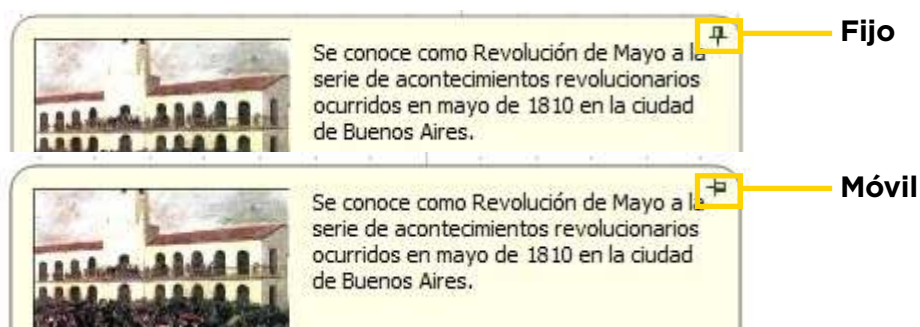 Se conoce como Revolución de Mayo a la
serie de acontecimientos revolucionarios
ocurridos en mayo de 1810 en la ciudad
de Buenos Aires.
Fijo
Se conoce como Revolución de Mayo a la
serie de acontecimientos revolucionarios
ocurridos en mayo de 1810 en la ciudad
de Buenos Aires.
Móvil